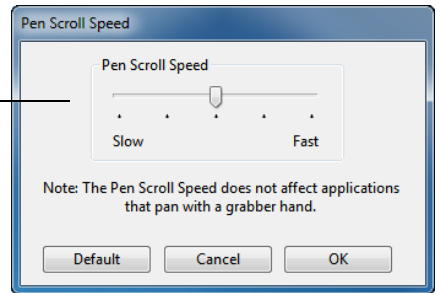 Pen Scroll Speed
Pen Scroll Speed
Slow Fast
Note: The Pen Scroll Speed does not affect applications
that pan with a grabber hand.
Default Cancel OK